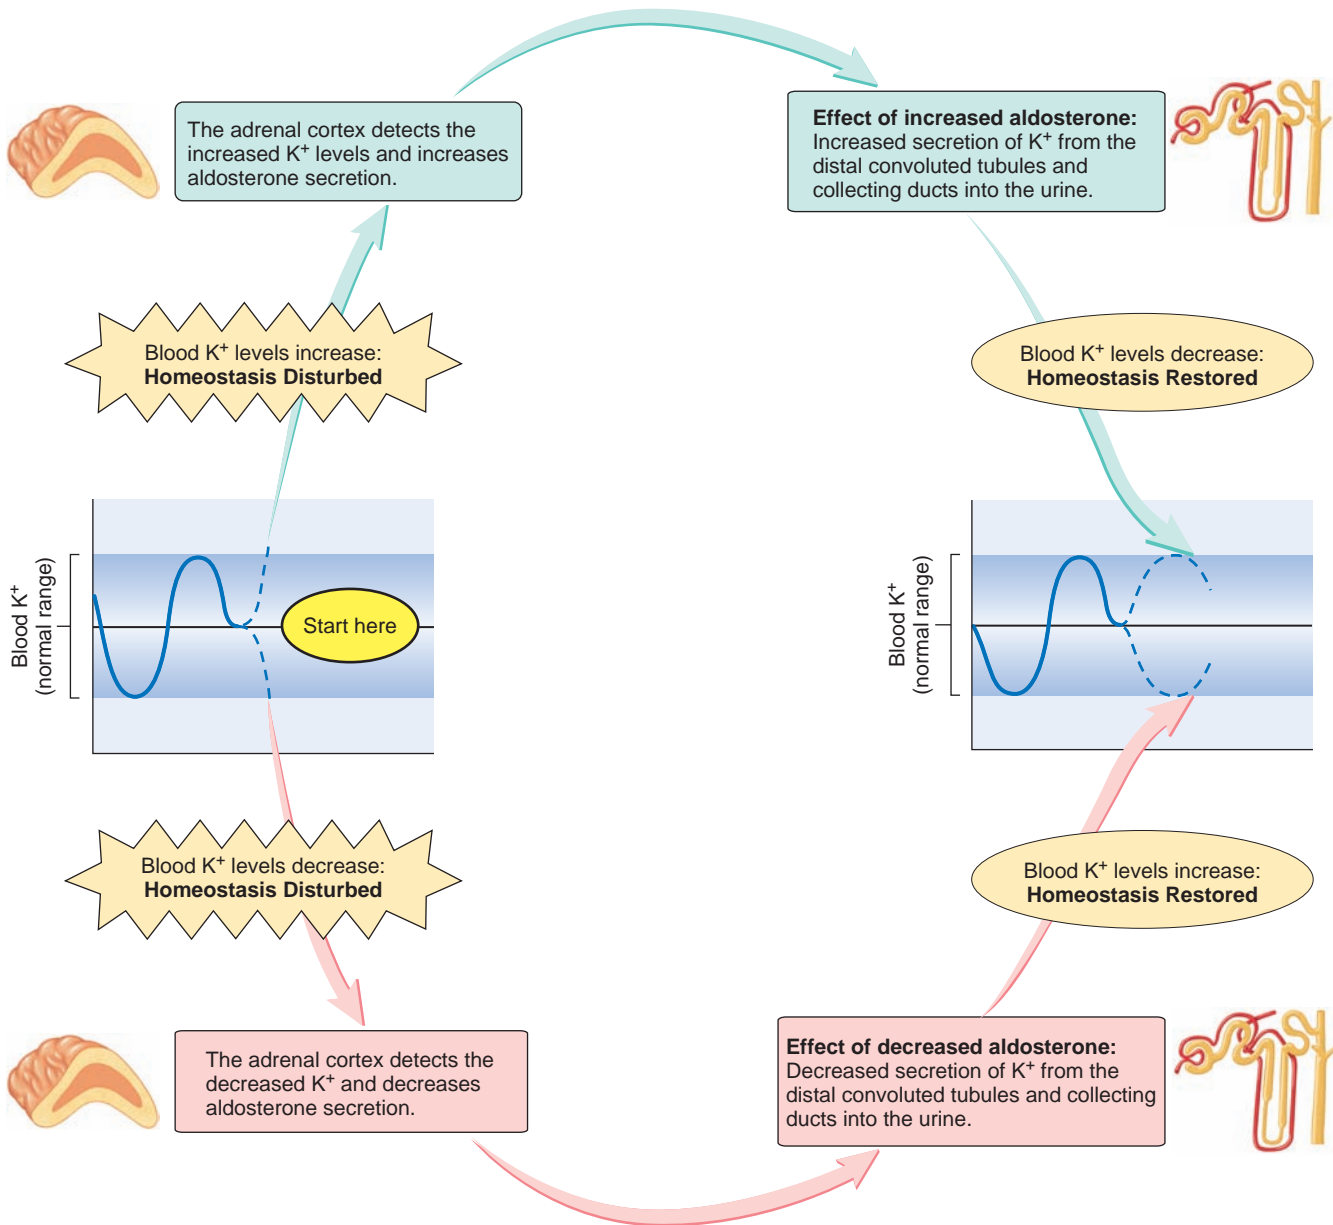 The adrenal cortex detects the
increased K+ levels and increases
aldosterone secretion.
Effect of increased aldosterone:
Increased secretion of K+ from the
distal convoluted tubules and
collecting ducts into the urine.
Blood K+ levels increase:
Homeostasis Disturbed
Blood K+ levels decrease:
Homeostasis Restored
Blood K+
(normal range)
Start here
Blood K+
(normal range)
Blood K+ levels decrease:
Homeostasis Disturbed
Blood K+ levels increase:
Homeostasis Restored
The adrenal cortex detects the
decreased K+ and decreases
aldosterone secretion.
Effect of decreased aldosterone:
Decreased secretion of K+ from the
distal convoluted tubules and collecting
ducts into the urine.